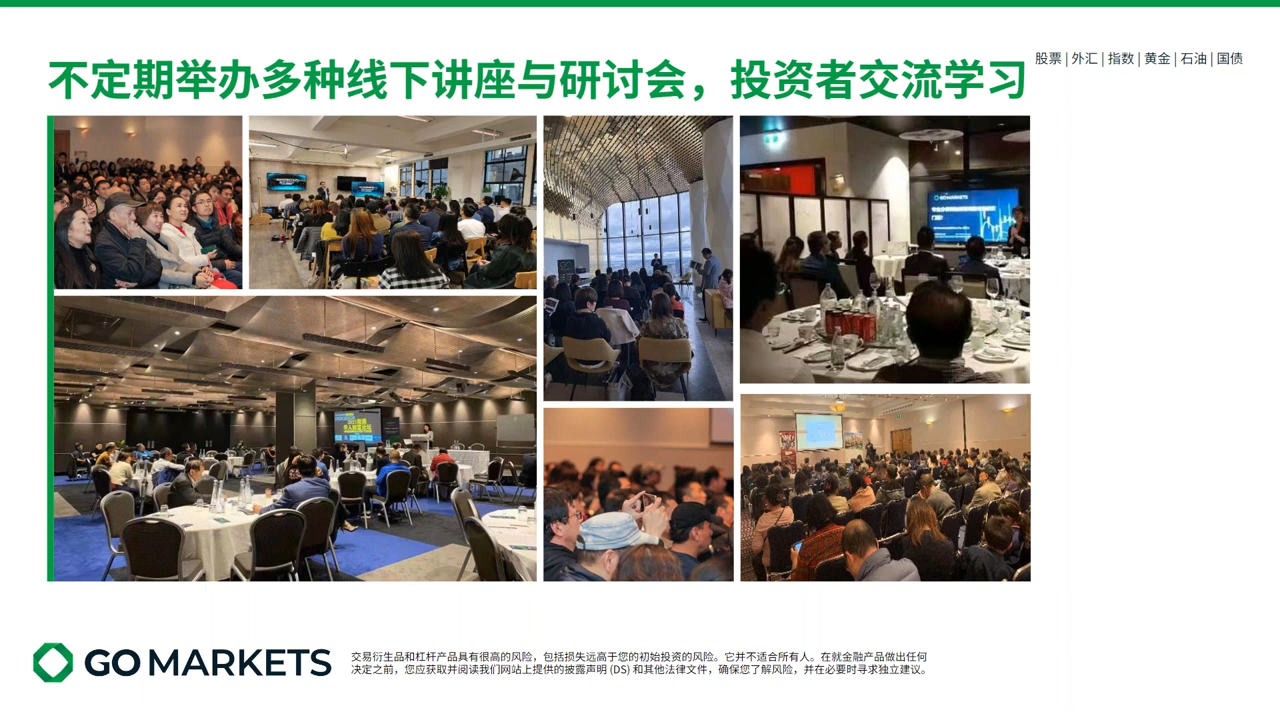 不定期举办多种线下讲座与研讨会，投资者交流学习
股票 | 外汇 | 指数 | 黄金 | 石油 | 国债
GO MARKETS
GO MARKETS
交易衍生品和杠杆产品具有很高的风险，包括损失远高于您的初始投资的风险。它并不适合所有人。在就金融产品做出任何
决定之前，您应获取并阅读我们网站上提供的披露声明 (DS) 和其他法律文件，确保您了解风险，并在必要时寻求独立建议。